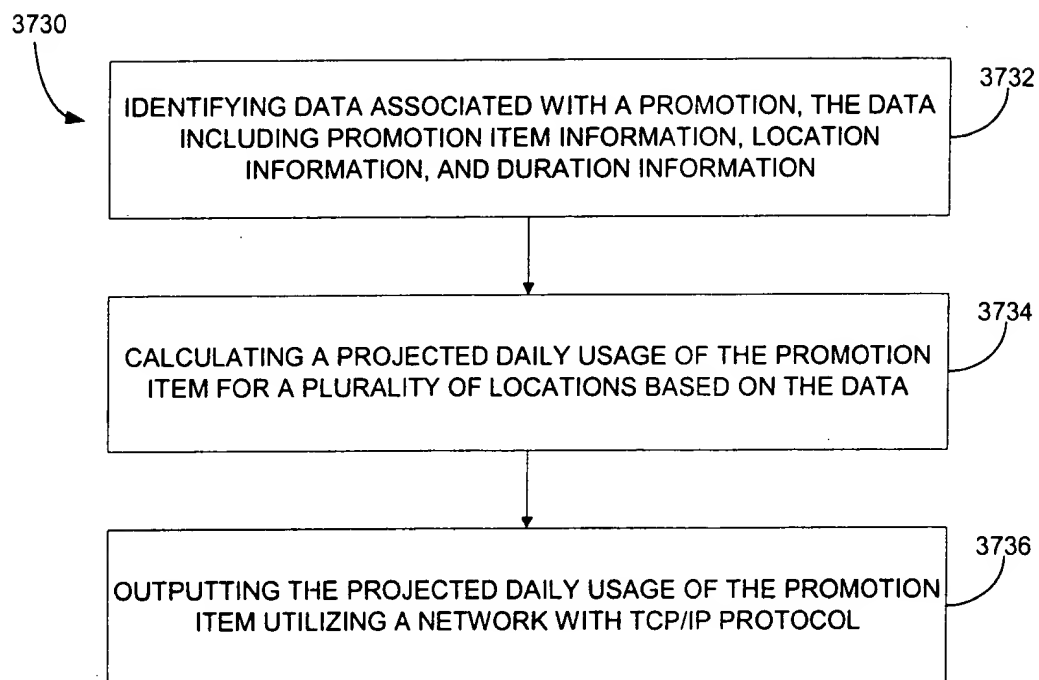 3730
3732
IDENTIFYING DATA ASSOCIATED WITH A PROMOTION, THE DATA
INCLUDING PROMOTION ITEM INFORMATION, LOCATION
INFORMATION, AND DURATION INFORMATION
3734
CALCULATING A PROJECTED DAILY USAGE OF THE PROMOTION
ITEM FOR A PLURALITY OF LOCATIONS BASED ON THE DATA
3736
OUTPUTTING THE PROJECTED DAILY USAGE OF THE PROMOTION
ITEM UTILIZING A NETWORK WITH TCP/IP PROTOCOL